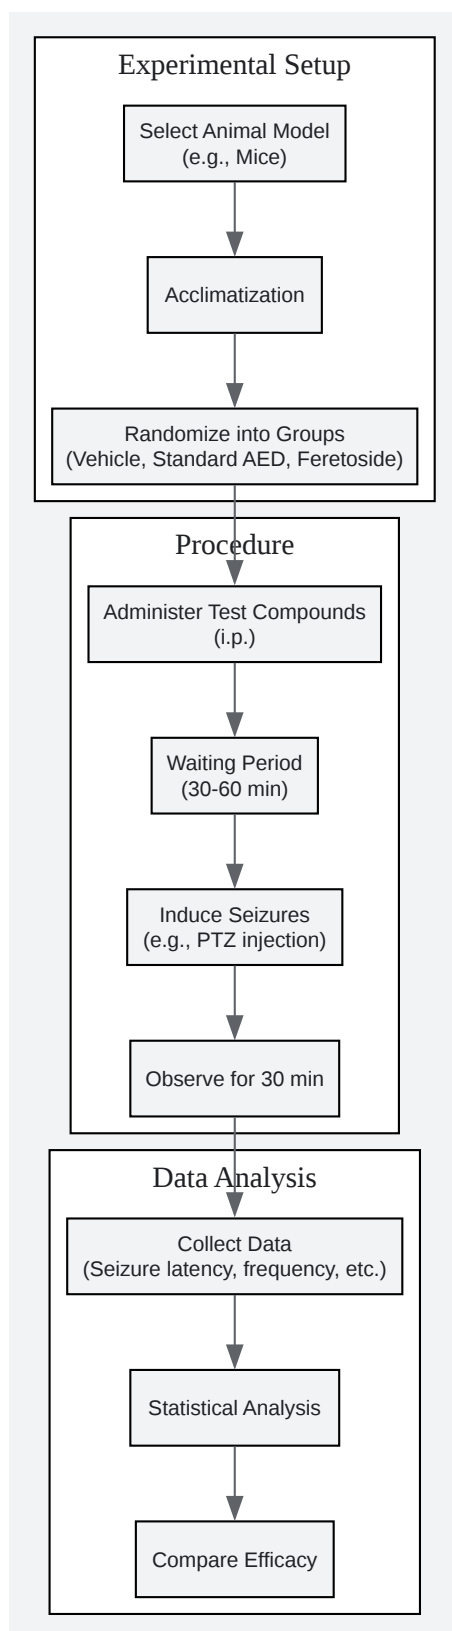 Experimental Setup
Select Animal Model
(e.g., Mice)
Acclimatization
Randomize into Groups
(Vehicle, Standard AED, Feretoside)
Procedure
Administer Test Compounds
(i.p.)
Waiting Period
(30-60 min)
Induce Seizures
(e.g., PTZ injection)
Observe for 30 min
Data Analysis
Collect Data
(Seizure latency, frequency, etc.)
Statistical Analysis
Compare Efficacy